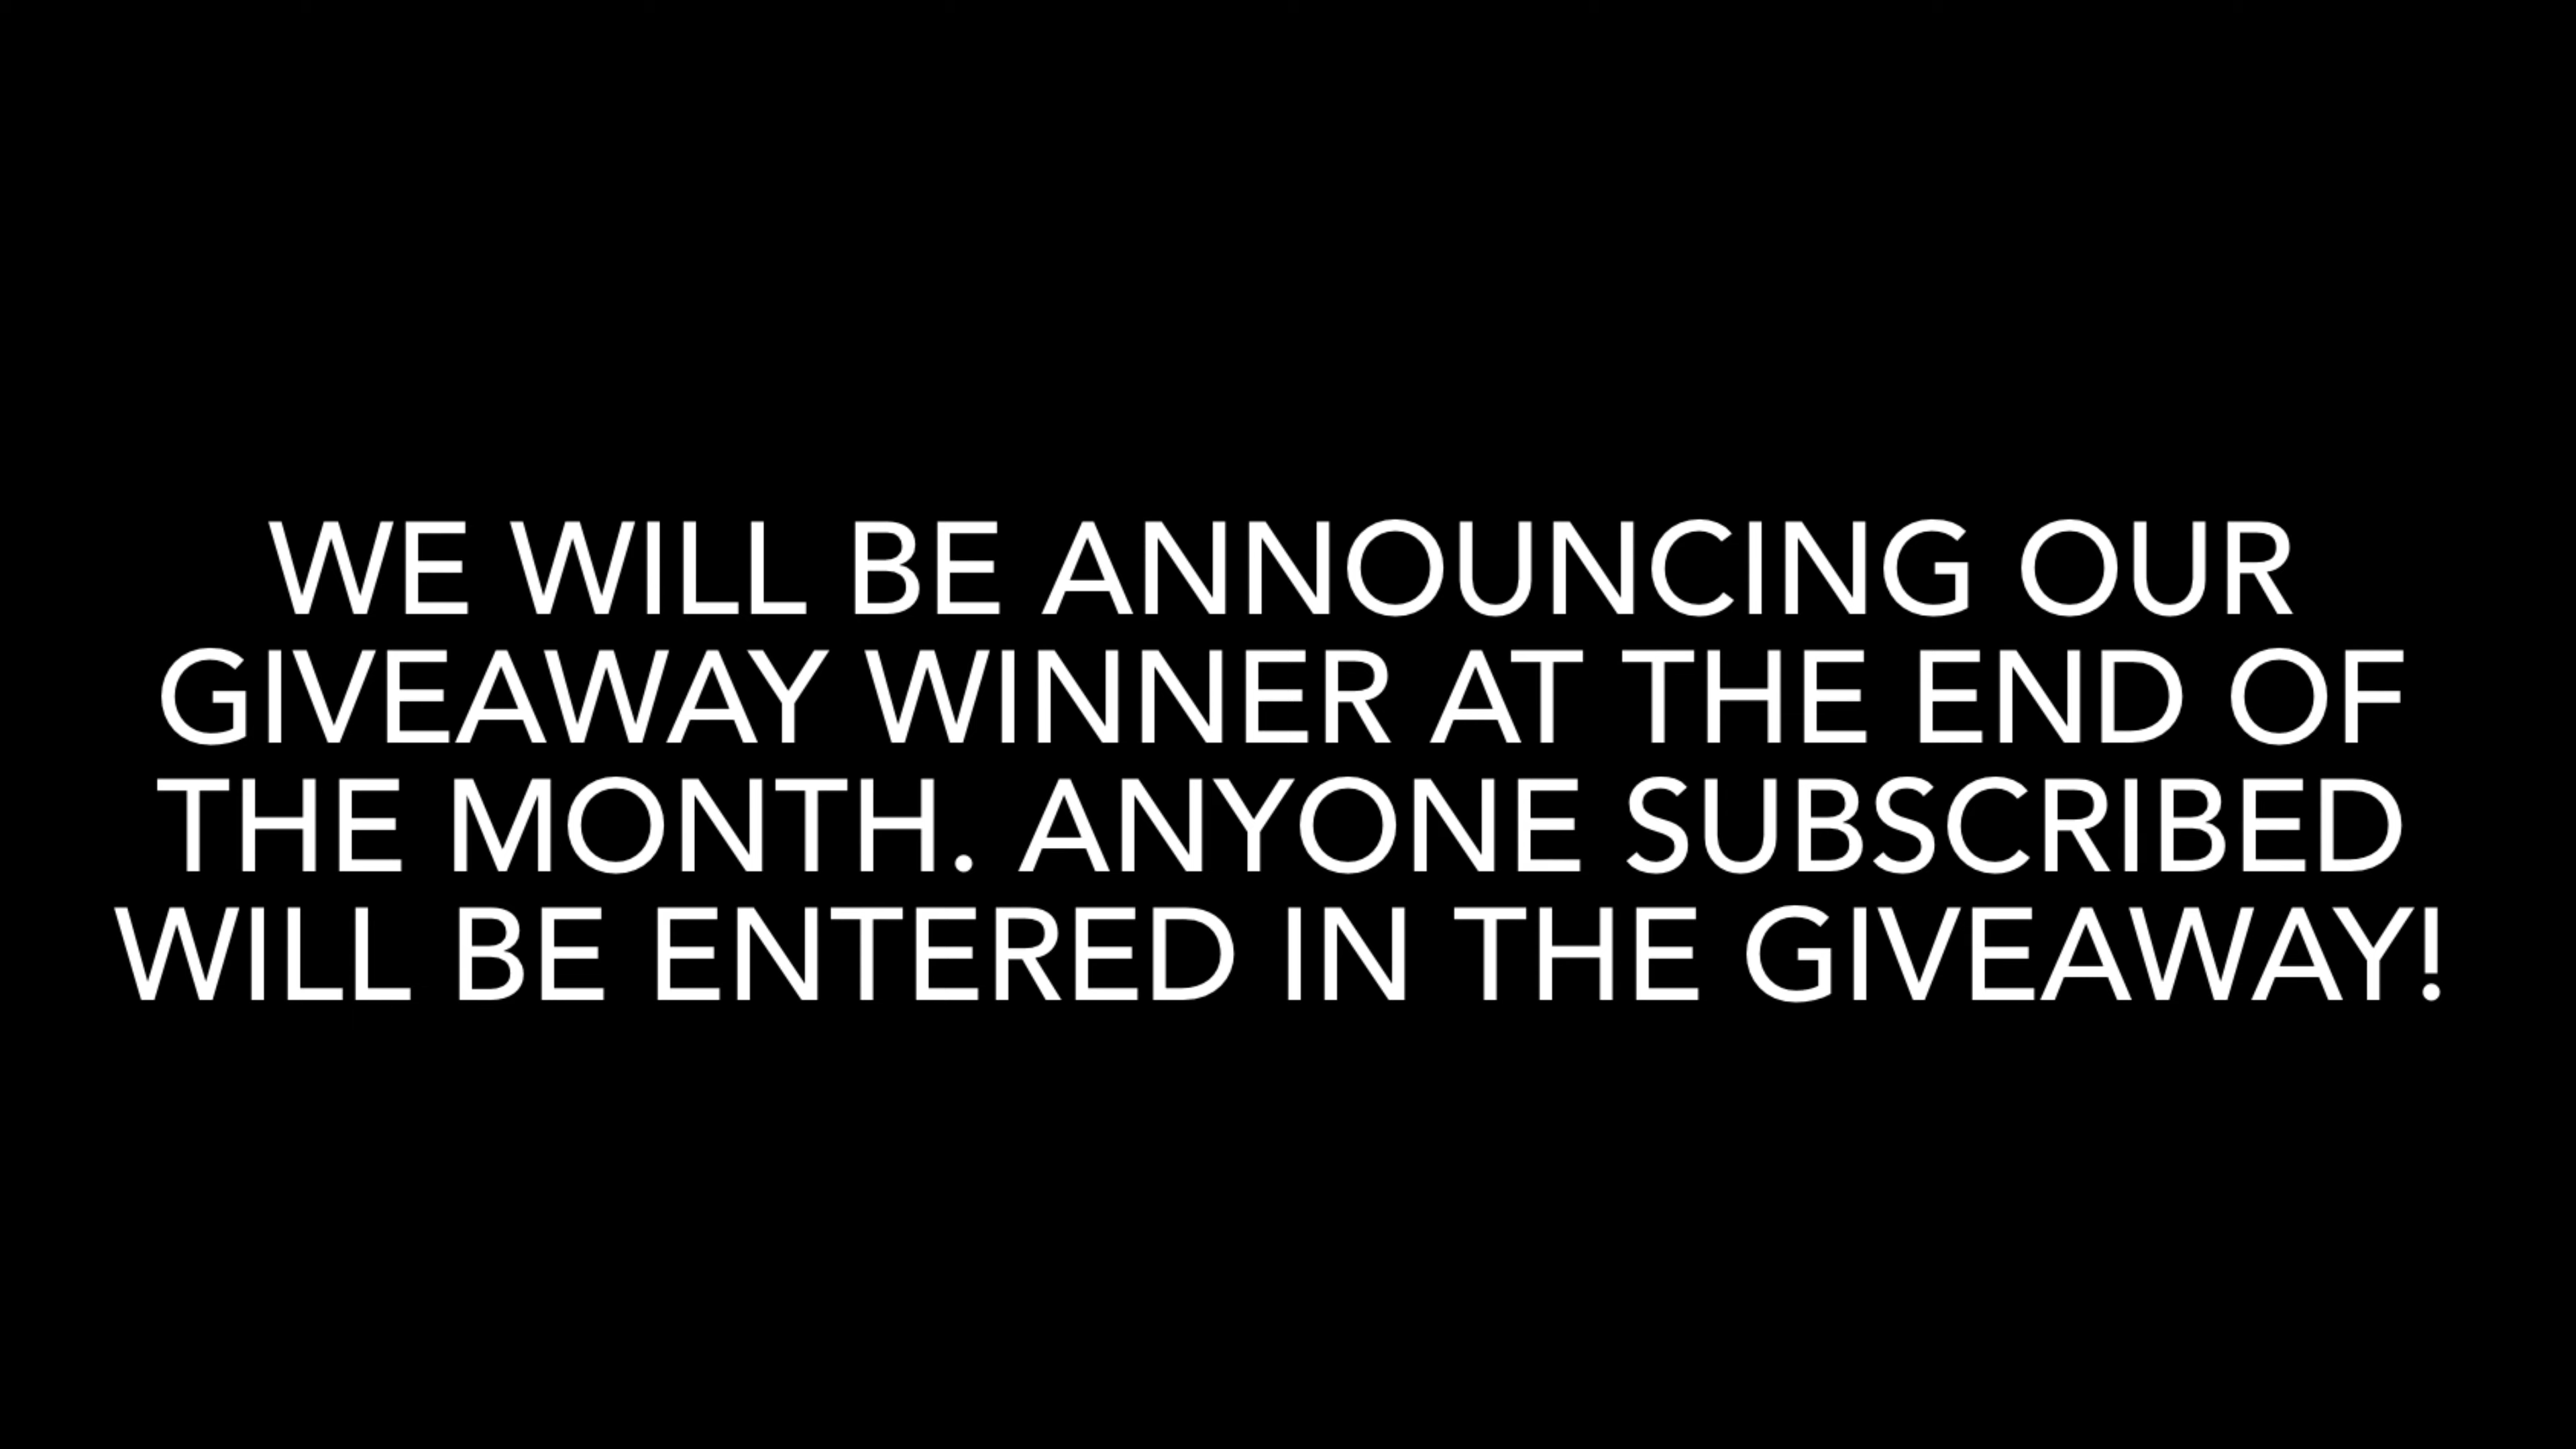 WE WILL BE ANNOUNCING OUR
GIVEAWAY WINNER AT THE END OF
THE MONTH. ANYONE SUBSCRIBED
WILL BE ENTERED IN THE GIVEAWAY!